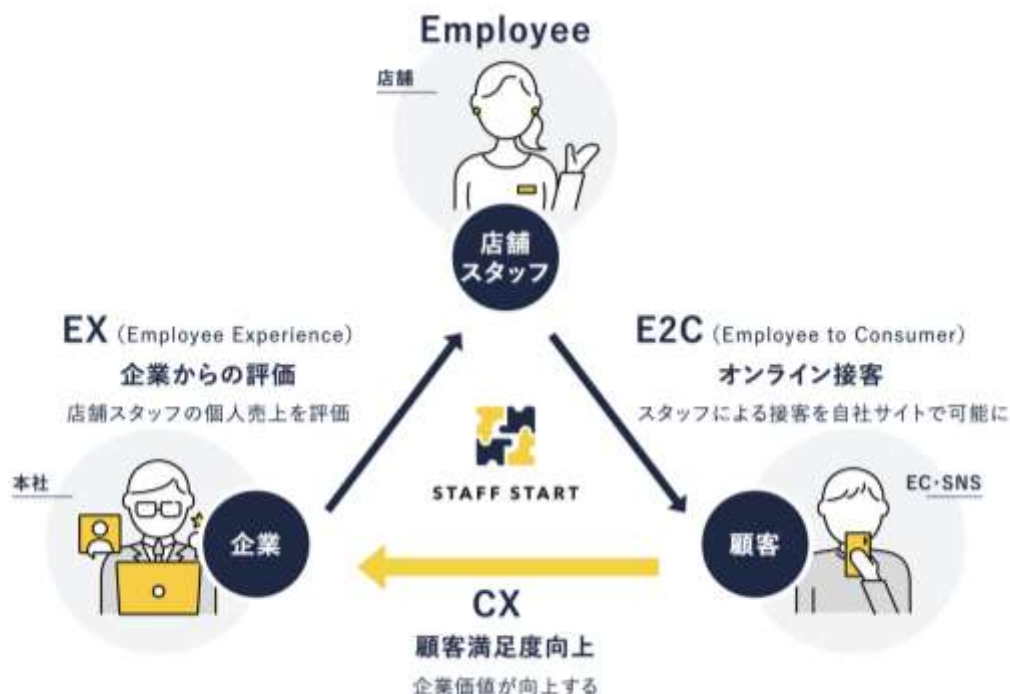 Employee
店舗
店舗
スタッフ
EX (Employee Experience)
企業からの評価
店舗スタッフの個人売上を評価
E2C (Employee to Consumer)
オンライン接客
スタッフによる接客を自社サイトで可能に
STAFF START
本社
企業
EC・SNS
顧客
CX
顧客満足度向上
企業価値が向上する